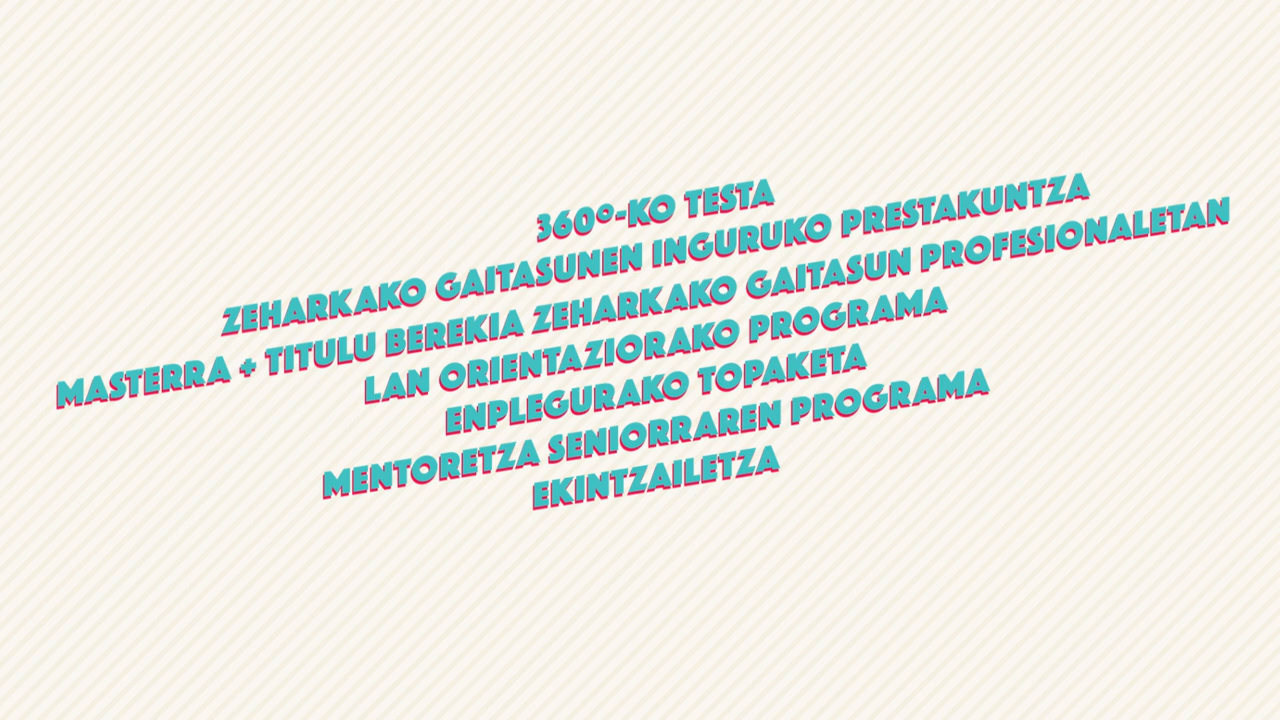 360º-KO TESTA
ZEHARKAKO GAITASUNEN INGURUKO PRESTAKUNTZA
MASTERRA + TITULU BEREKIA ZEHARKAKO GAITASUN PROFESIONALETAN
LAN ORIENTAZIORAKO PROGRAMA
ENPLEGURAKO TOPAKETA
MENTORETZA SENIORRAREN PROGRAMA
EKINTZAILETZA